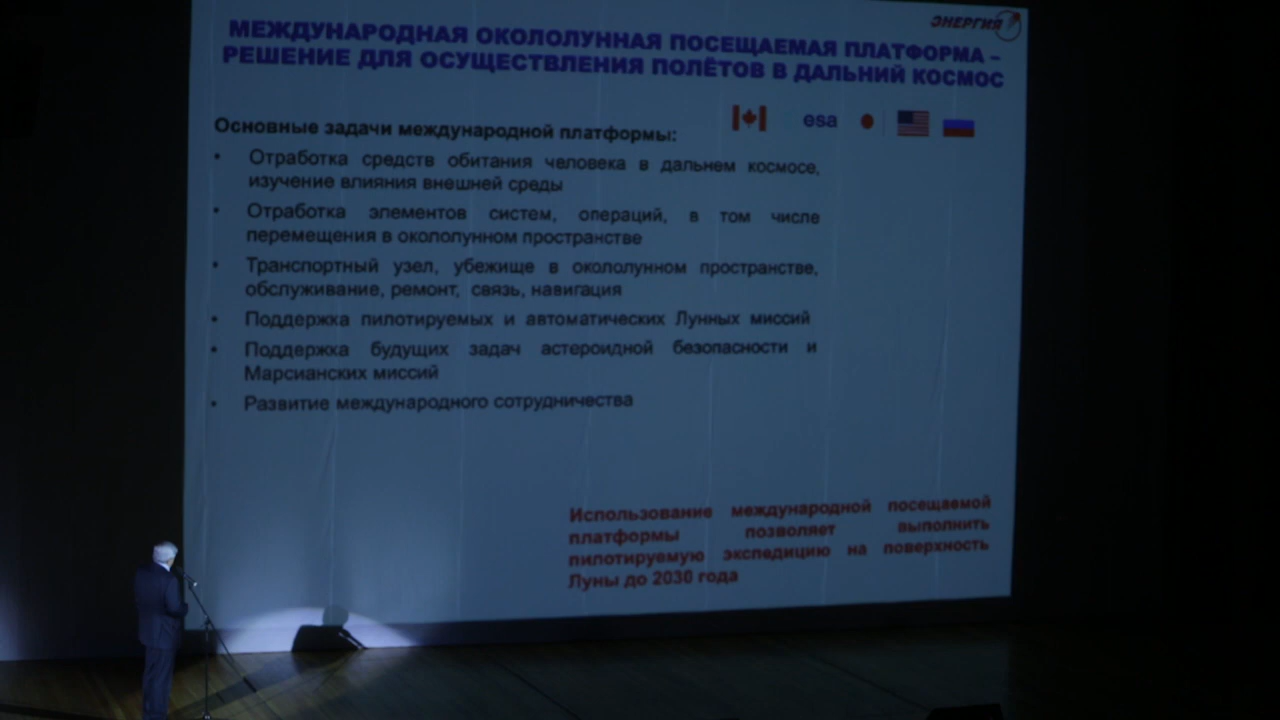 ЭНЕРГИЯ
МЕЖДУНАРОДНАЯ ОКОЛОЛУННАЯ ПОСЕЩАЕМАЯ ПЛАТФОРМА –
РЕШЕНИЕ ДЛЯ ОСУЩЕСТВЛЕНИЯ ПОЛЁТОВ В ДАЛЬНИЙ КОСМОС
esa
Основные задачи международной платформы:
• Отработка средств обитания человека в дальнем космосе,
изучение влияния внешней среды
• Отработка элементов систем, операций, в том числе
перемещения в окололунном пространстве
• Транспортный узел, убежище в окололунном пространстве,
обслуживание, ремонт, связь, навигация
• Поддержка пилотируемых и автоматических Лунных миссий
• Поддержка будущих задач астероидной безопасности и
Марсианских миссий
• Развитие международного сотрудничества
Использование международной посещаемой
платформы позволяет выполнить
пилотируемую экспедицию на поверхность
Луны до 2030 года